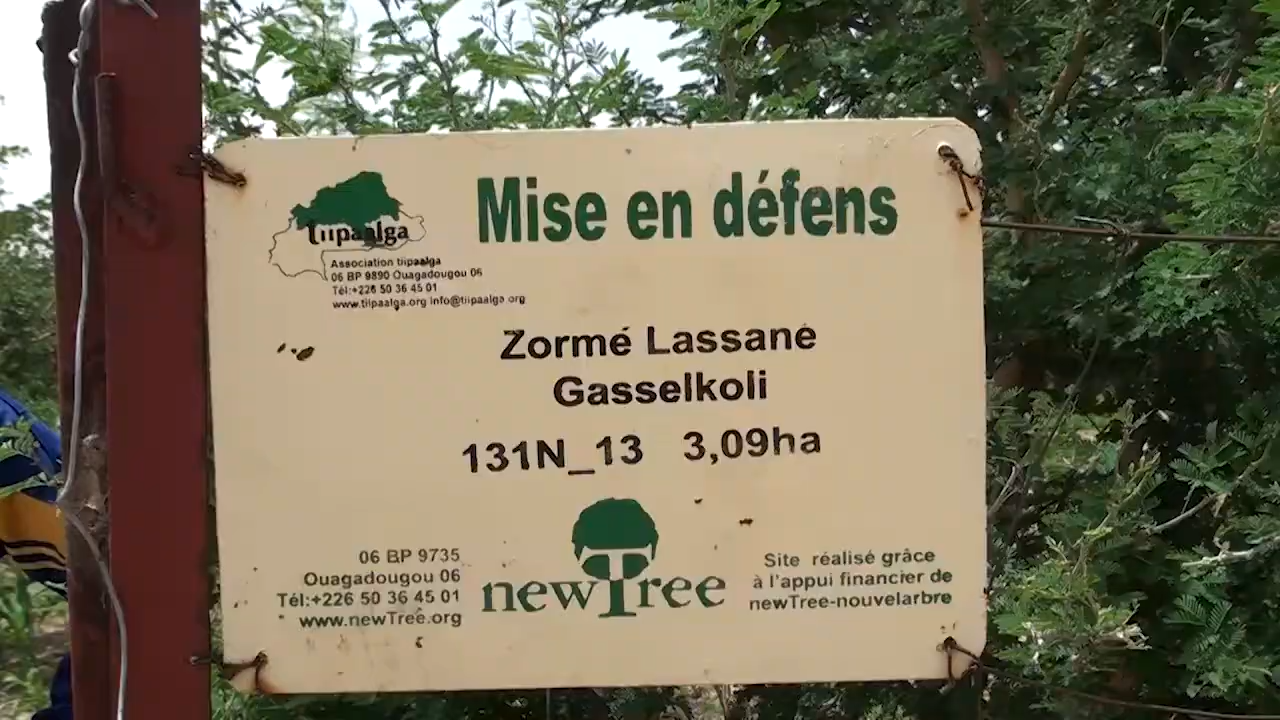 tiipaalga
Association tiipaalga
06 BP 9890 Ouagadougou 06
Tél:+226 50 36 45 01
www.tiipaalga.org info@tiipaalga.org
Mise en défens
Zormé Lassané
Gasselkoli
131N_13 3,09ha
06 BP 9735
Ouagadougou 06
Tél:+226 50 36 45 01
www.newTree.org
newTree
Site réalisé grâce
à l'appui financier de
newTree-nouvelarbre